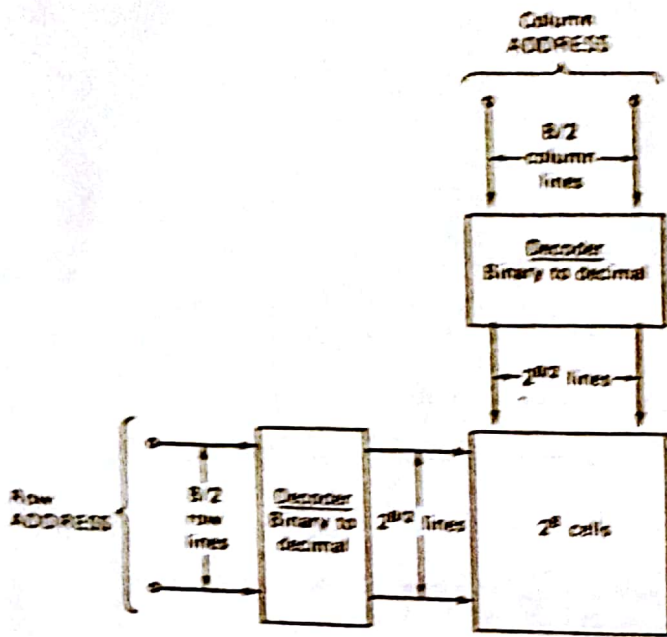 Column
ADDRESS
B/2
column
lines
Decoder
Binary to decimal
2^B/2 lines
Row
ADDRESS
B/2
row
lines
Decoder
Binary to
decimal
2^B/2 lines
2^B cells